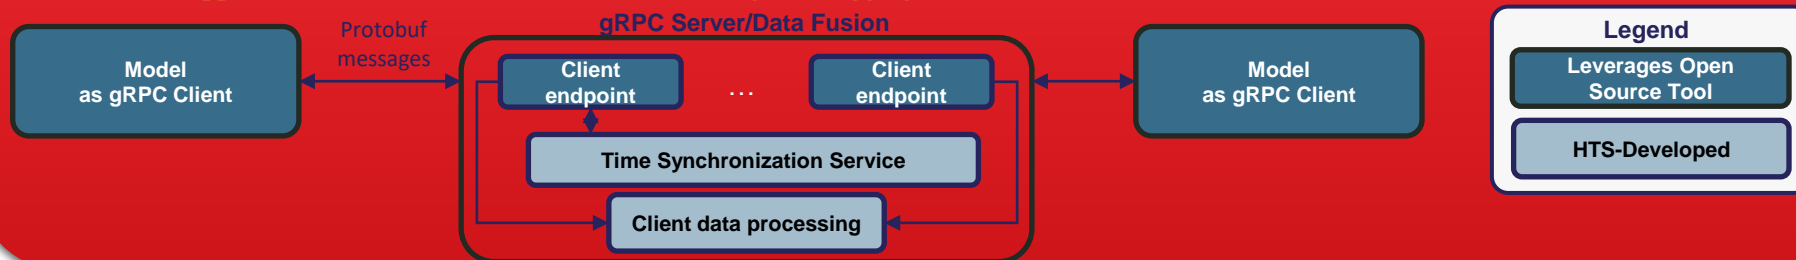 gRPC Server/Data Fusion
Protobuf
messages
Model
as gRPC Client
Client
endpoint
...
Client
endpoint
Time Synchronization Service
Client data processing
Model
as gRPC Client
Legend
Leverages Open
Source Tool
HTS-Developed